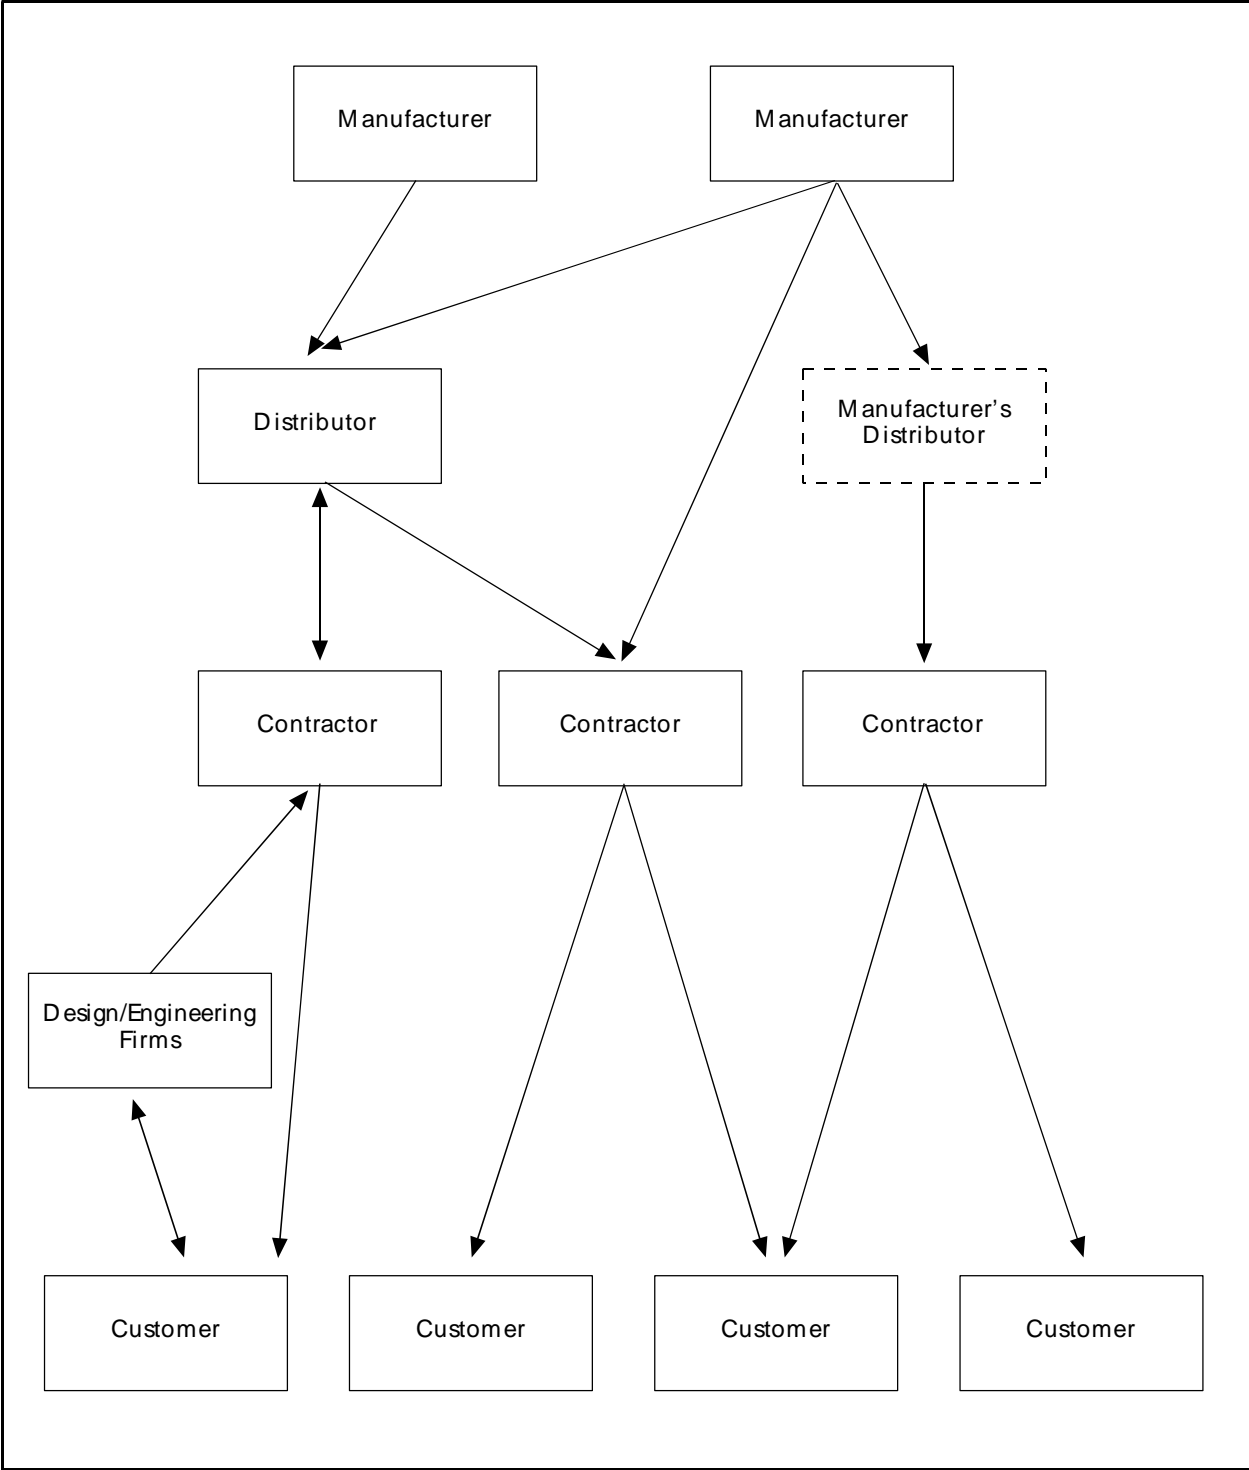 Manufacturer
Manufacturer
Distributor
Manufacturer’s
Distributor
Contractor
Contractor
Contractor
Design/Engineering
Firms
Customer
Customer
Customer
Customer